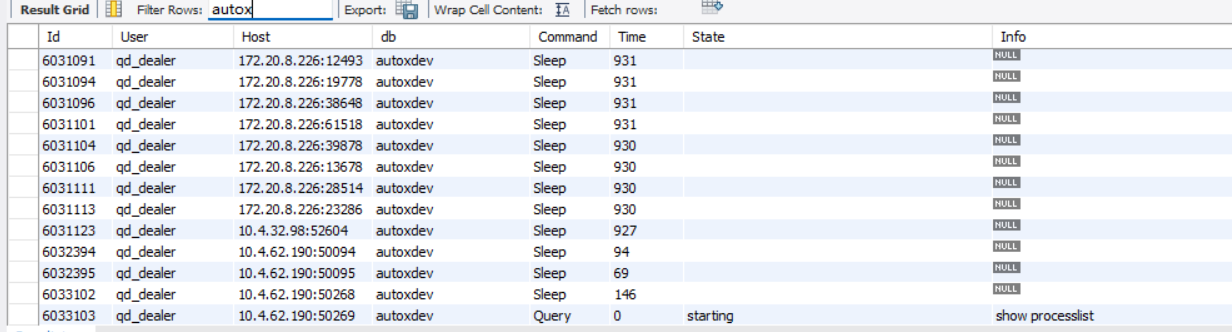 Result Grid Filter Rows: autox Export: Wrap Cell Content: IA Fetch rows:
Id User Host db Command Time State Info
6031091 qd_dealer 172.20.8.226:12493 autoxdev Sleep 931 NULL
6031094 qd_dealer 172.20.8.226:19778 autoxdev Sleep 931 NULL
6031096 qd_dealer 172.20.8.226:38648 autoxdev Sleep 931 NULL
6031101 qd_dealer 172.20.8.226:61518 autoxdev Sleep 931 NULL
6031104 qd_dealer 172.20.8.226:39878 autoxdev Sleep 930 NULL
6031106 qd_dealer 172.20.8.226:13678 autoxdev Sleep 930 NULL
6031111 qd_dealer 172.20.8.226:28514 autoxdev Sleep 930 NULL
6031113 qd_dealer 172.20.8.226:23286 autoxdev Sleep 930 NULL
6031123 qd_dealer 10.4.32.98:52604 autoxdev Sleep 927 NULL
6032394 qd_dealer 10.4.62.190:50094 autoxdev Sleep 94 NULL
6032395 qd_dealer 10.4.62.190:50095 autoxdev Sleep 69 NULL
6033102 qd_dealer 10.4.62.190:50268 autoxdev Sleep 146 NULL
6033103 qd_dealer 10.4.62.190:50269 autoxdev Query 0 starting show processlist